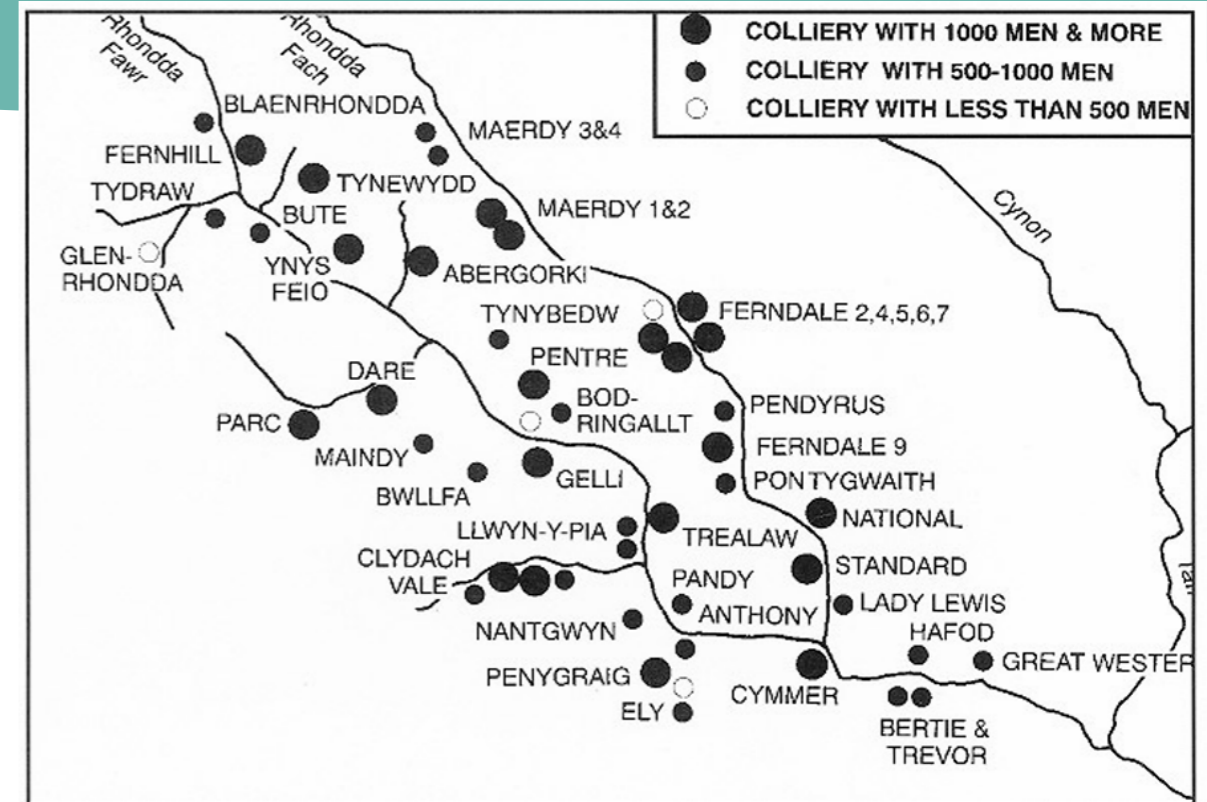 COLLIERY WITH 1000 MEN & MORE
COLLIERY WITH 500-1000 MEN
COLLIERY WITH LESS THAN 500 MEN
Rhondda
Fawr
Rhondda
Fach
BLAENRHONDDA
MAERDY 3&4
FERNHILL
TYDRAW
TYNEWYDD
Cynon
BUTE
MAERDY 1&2
GLEN-
RHONDDA
YNYS
FEIO
ABERGORKI
TYNYBEDW
FERNDALE 2,4,5,6,7
PENTRE
DARE
BOD-
RINGALLT
PENDYRUS
PARC
MAINDY
FERNDALE 9
GELLI
PONTYGWAITH
BWLLFA
NATIONAL
LLWYN-Y-PIA
TREALAW
CLYDACH
VALE
STANDARD
PANDY
ANTHONY
LADY LEWIS
NANTGWYN
HAFOD
GREAT WESTER
PENYGRAIG
CYMMER
ELY
BERTIE &
TREVOR